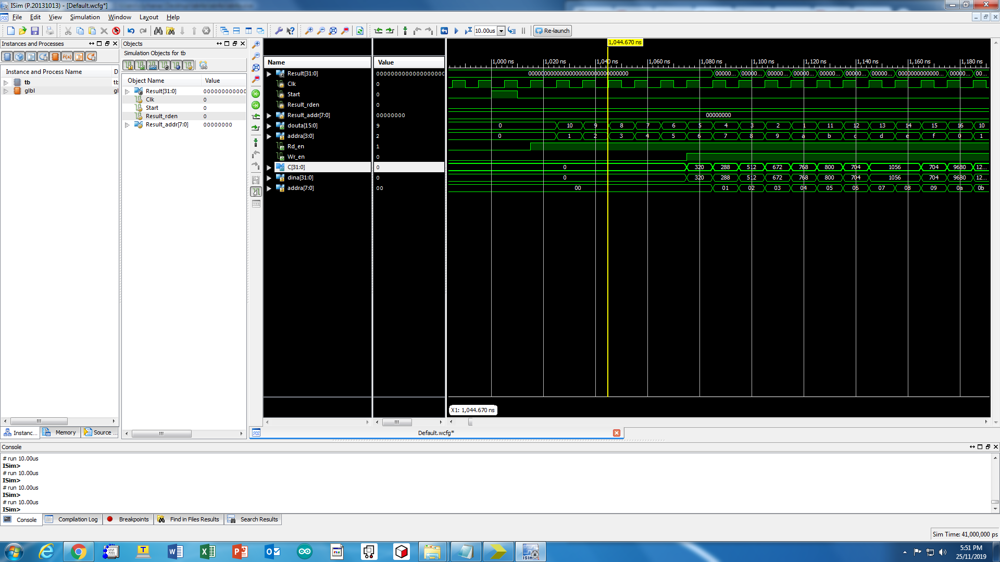 ISim (P.20131013) - [Default.wcfg*]
File Edit View Simulation Window Layout Help
10.00us Re-launch
Instances and Processes
Instance and Process Name D
tb tb
glbl gl
Instanc... Memory Source ...
Objects
Simulation Objects for tb
Object Name Value
Result[31:0] 000000000000
Clk 0
Start 0
Result_rden 0
Result_addr[7:0] 00000000
Name Value
Result[31:0] 00000000000000000000
Clk 0
Start 0
Result_rden 0
Result_addr[7:0] 00000000
douta[15:0] 9
addra[3:0] 2
Rd_en 1
Wr_en 0
C[31:0] 0
dina[31:0] 0
addra[7:0] 00
1,044.670 ns
1,000 ns 1,020 ns 1,040 ns 1,060 ns 1,080 ns 1,100 ns 1,120 ns 1,140 ns 1,160 ns 1,180 ns
00000000000000000000000000000000 00000... 00000... 00000... 00000... 00000... 00000... 00000... 0000000000000... 00000... 00...
00000000
0 10 9 8 7 6 5 4 3 2 1 11 12 13 14 15 16 10
0 1 2 3 4 5 6 7 8 9 a b c d e f 0 1
0 320 288 512 672 768 800 704 1056 704 9680 12...
0 320 288 512 672 768 800 704 1056 704 9680 12...
00 01 02 03 04 05 06 07 08 09 0a 0b
X1: 1,044.670 ns
Default.wcfg*
Console
# run 10.00us
ISim>
# run 10.00us
ISim>
# run 10.00us
ISim>
# run 10.00us
ISim>
Console Compilation Log Breakpoints Find in Files Results Search Results
Sim Time: 41,000,000 ps
5:51 PM
25/11/2019